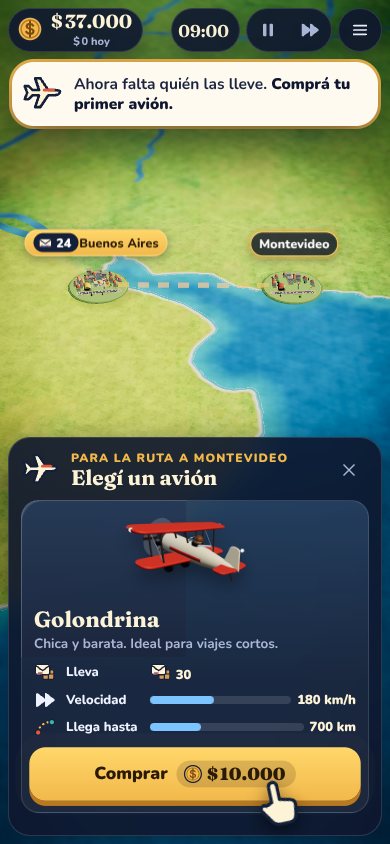 $37.000
$0 hoy
09:00
Ahora falta quién las lleve. Comprá tu
primer avión.
24 Buenos Aires
Montevideo
PARA LA RUTA A MONTEVIDEO
Elegí un avión
Golondrina
Chica y barata. Ideal para viajes cortos.
Lleva 30
Velocidad 180 km/h
Llega hasta 700 km
Comprar $10.000